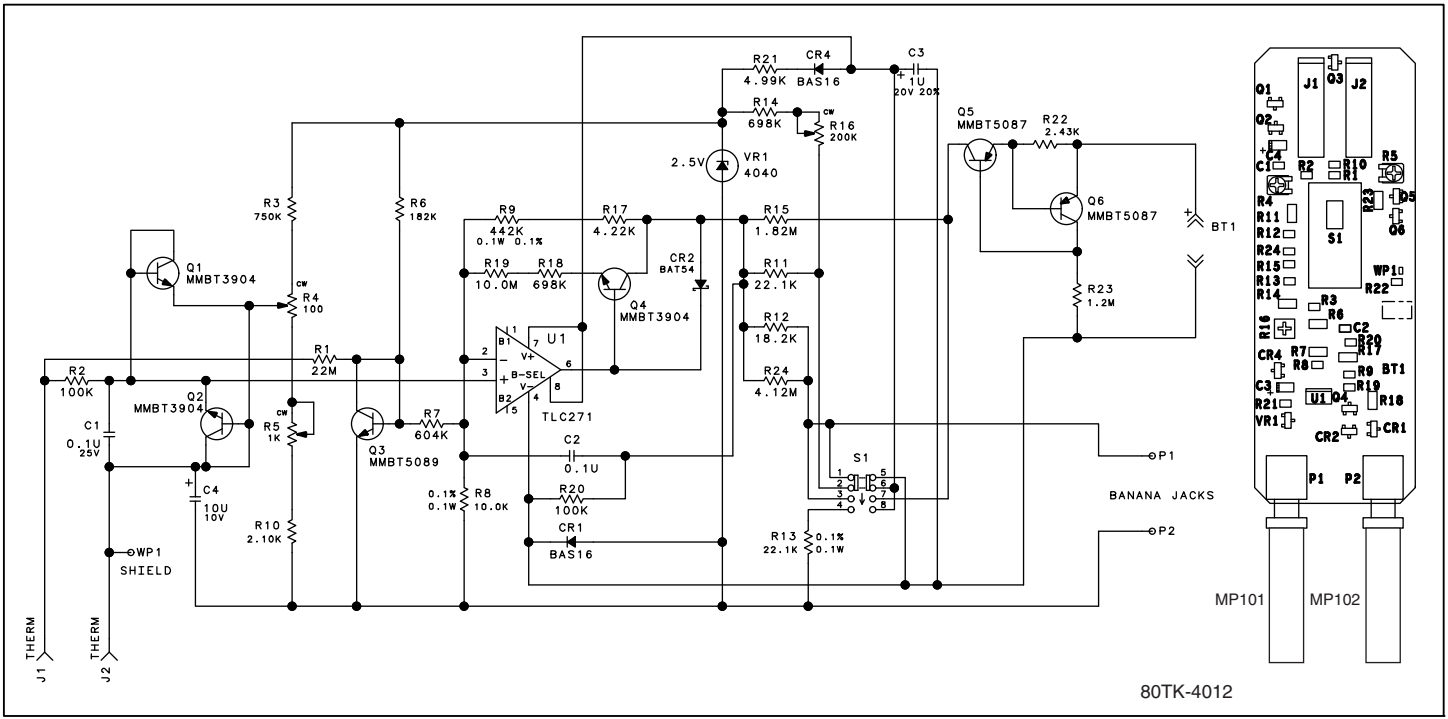 R21
4.99K
CR4
BAS16
C3
+
1U
20V 20%
R14
698K
CW
R16
200K
Q5
MMBT5087
R22
2.43K
2.5V
VR1
4040
R3
750K
R6
182K
R9
442K
0.1W 0.1%
R17
4.22K
R15
1.82M
Q6
MMBT5087
+
BT1
Q1
MMBT3904
CW
R4
100
R19
10.0M
R18
698K
CR2
BAT54
R11
22.1K
R23
1.2M
Q4
MMBT3904
R12
18.2K
1
B1
7
V+
U1
2
-
3
+
B-SEL
6
8
V-
4
B2
5
TLC271
R1
22M
R2
100K
R24
4.12M
Q2
MMBT3904
CW
R5
1K
C1
0.1U
25V
R7
604K
Q3
MMBT5089
C2
0.1U
S1
1
2
3
4
5
6
7
8
P1
BANANA JACKS
P2
+
C4
10U
10V
0.1%
0.1W
R8
10.0K
R20
100K
R10
2.10K
CR1
BAS16
R13
22.1K
0.1%
0.1W
WP1
SHIELD
THERM
J1
THERM
J2
Q3
J1
J2
Q1
Q2
+
C4
C1
R2
R10
R1
R5
R4
R23
Q5
R11
S1
Q6
R12
R24
R15
WP1
R13
R22
R14
R3
R6
R16
C2
R20
R7
R17
R8
CR4
BT1
R9
C3
+
R19
R21
U1
Q4
R18
VR1
CR2
CR1
P1
P2
MP101
MP102
80TK-4012